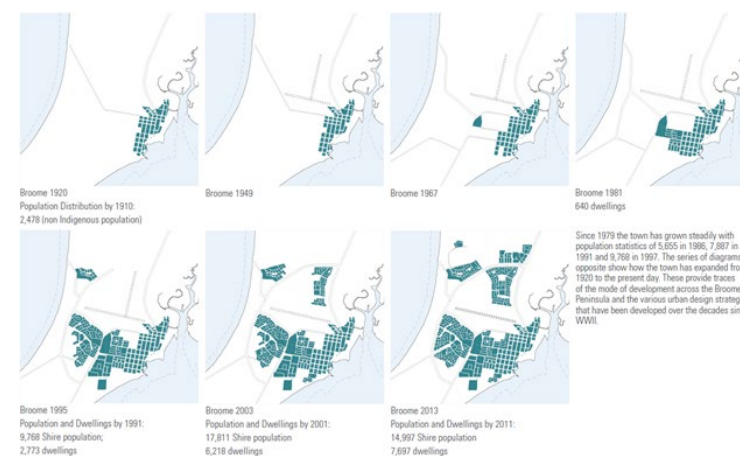 Broome 1920
Population Distribution by 1910:
2,478 (non Indigenous population)
Broome 1949
Broome 1967
Broome 1981
640 dwellings
Since 1979 the town has grown steadily with
population statistics of 5,655 in 1986, 7,887 in
1991 and 9,768 in 1997. The series of diagrams
opposite show how the town has expanded fro
1920 to the present day. These provide traces
of the mode of development across the Broome
Peninsula and the various urban design strateg
that have been developed over the decades sin
WWII.
Broome 1995
Population and Dwellings by 1991:
9,768 Shire population;
2,773 dwellings
Broome 2003
Population and Dwellings by 2001:
17,811 Shire population
6,218 dwellings
Broome 2013
Population and Dwellings by 2011:
14,997 Shire population
7,697 dwellings